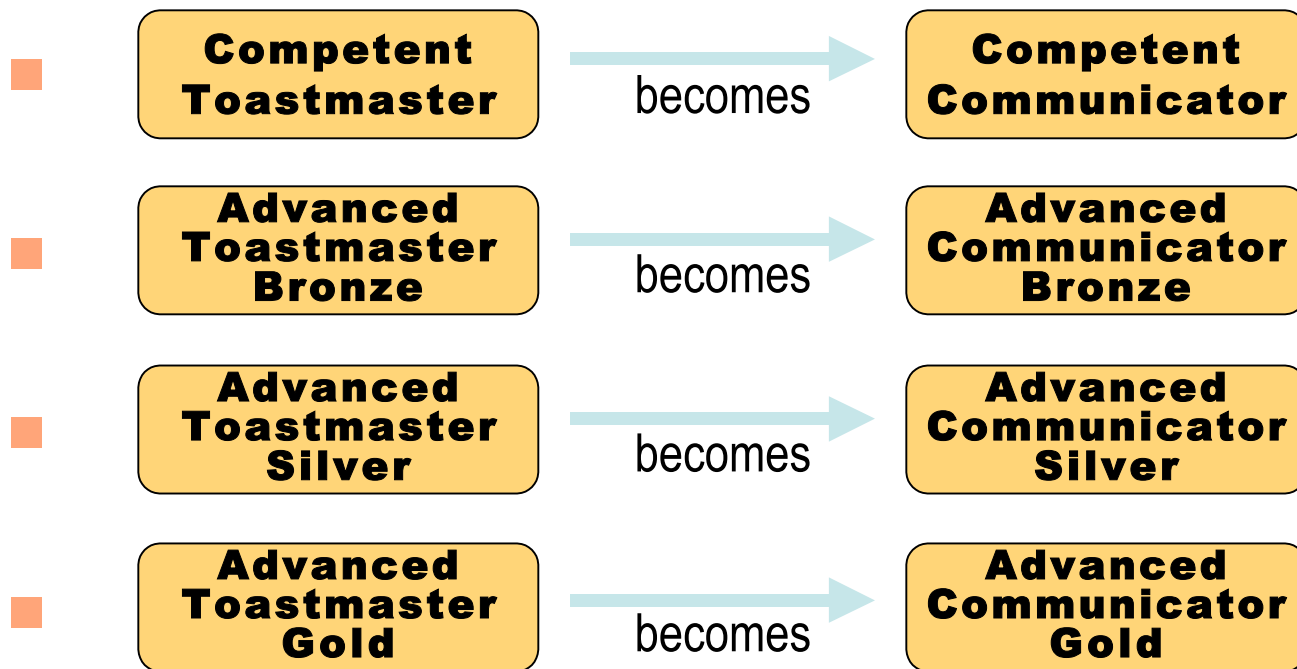 Competent
Toastmaster
becomes
Competent
Communicator
Advanced
Toastmaster
Bronze
becomes
Advanced
Communicator
Bronze
Advanced
Toastmaster
Silver
becomes
Advanced
Communicator
Silver
Advanced
Toastmaster
Gold
becomes
Advanced
Communicator
Gold